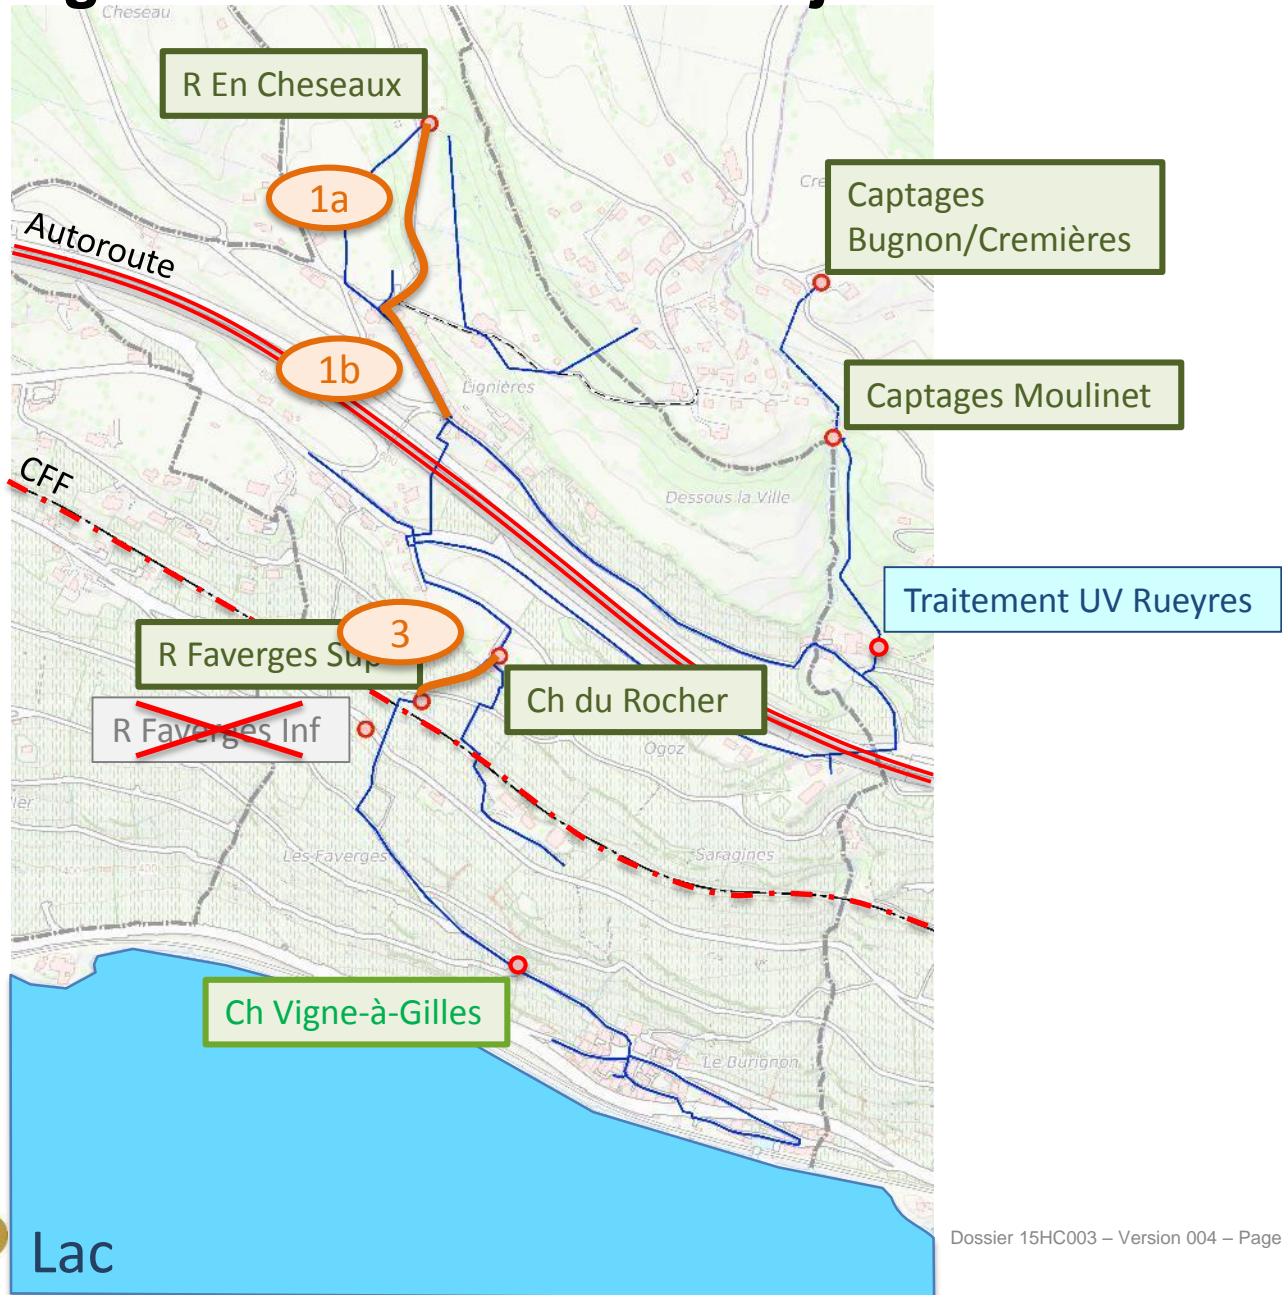 Cheseau
R En Cheseaux
1a
Autoroute
Captages
Bugnon/Cremières
1b
Lignières
Captages Moulinet
CFF
Dessous la Ville
Traitement UV Rueyres
3
R Faverges Sup
Ch du Rocher
R Faverges Inf
Ogoz
Les Faverges
Saragines
400
Ch Vigne-à-Gilles
Le Burignon
Lac
Dossier 15HC003 – Version 004 – Page